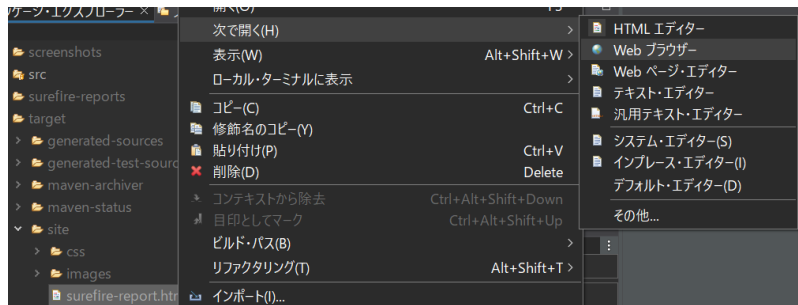 ケージ・エクスプローラー ×
開く(O) F3
次で開く(H) >
表示(W) Alt+Shift+W >
ローカル・ターミナルに表示 >
コピー(C) Ctrl+C
修飾名のコピー(Y)
貼り付け(P) Ctrl+V
削除(D) Delete
コンテキストから除去 Ctrl+Alt+Shift+Down
目印としてマーク Ctrl+Alt+Shift+Up
ビルド・パス(B) >
リファクタリング(T) Alt+Shift+T >
インポート(I)...
HTML エディター
Web ブラウザー
Web ページ・エディター
テキスト・エディター
汎用テキスト・エディター
システム・エディター(S)
インプレース・エディター(I)
デフォルト・エディター(D)
その他...
screenshots
src
surefire-reports
target
generated-sources
generated-test-sourc
maven-archiver
maven-status
site
css
images
surefire-report.htm